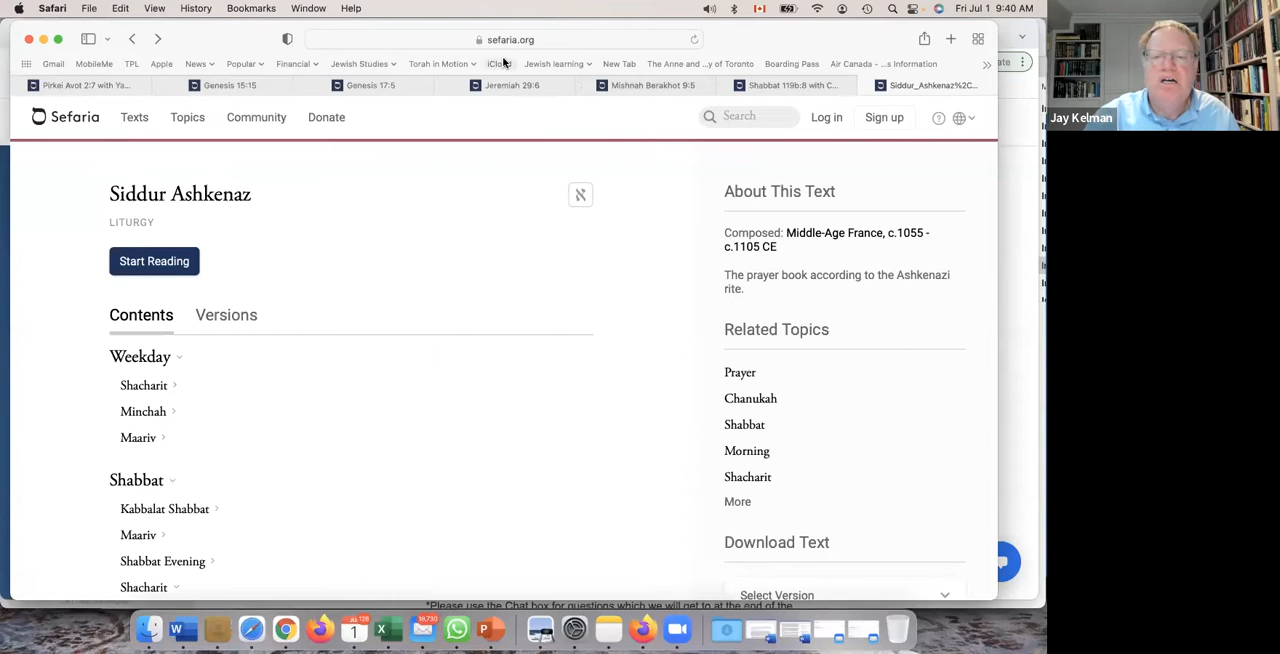 Safari File Edit View History Bookmarks Window Help Fri Jul 1 9:40 AM
sefaria.org
Gmail MobileMe TPL Apple News Popular Financial Jewish Studies Torah in Motion iCloud Jewish learning New Tab The Anne and ...y of Toronto Boarding Pass Air Canada - ...s Information
Pirkei Avot 2:7 with Ya... Genesis 15:15 Genesis 17:5 Jeremiah 29:6 Mishnah Berakhot 9:5 Shabbat 119b:8 with C... Siddur_Ashkenaz%2C...
Sefaria Texts Topics Community Donate Search Log in Sign up
Jay Kelman
Siddur Ashkenaz
א
LITURGY
Start Reading
Contents Versions
Weekday
Shacharit
Minchah
Maariv
Shabbat
Kabbalat Shabbat
Maariv
Shabbat Evening
Shacharit
About This Text
Composed: Middle-Age France, c.1055 -
c.1105 CE
The prayer book according to the Ashkenazi
rite.
Related Topics
Prayer
Chanukah
Shabbat
Morning
Shacharit
More
Download Text
Select Version
*Please use the Chat box for questions which we will get to at the end of the